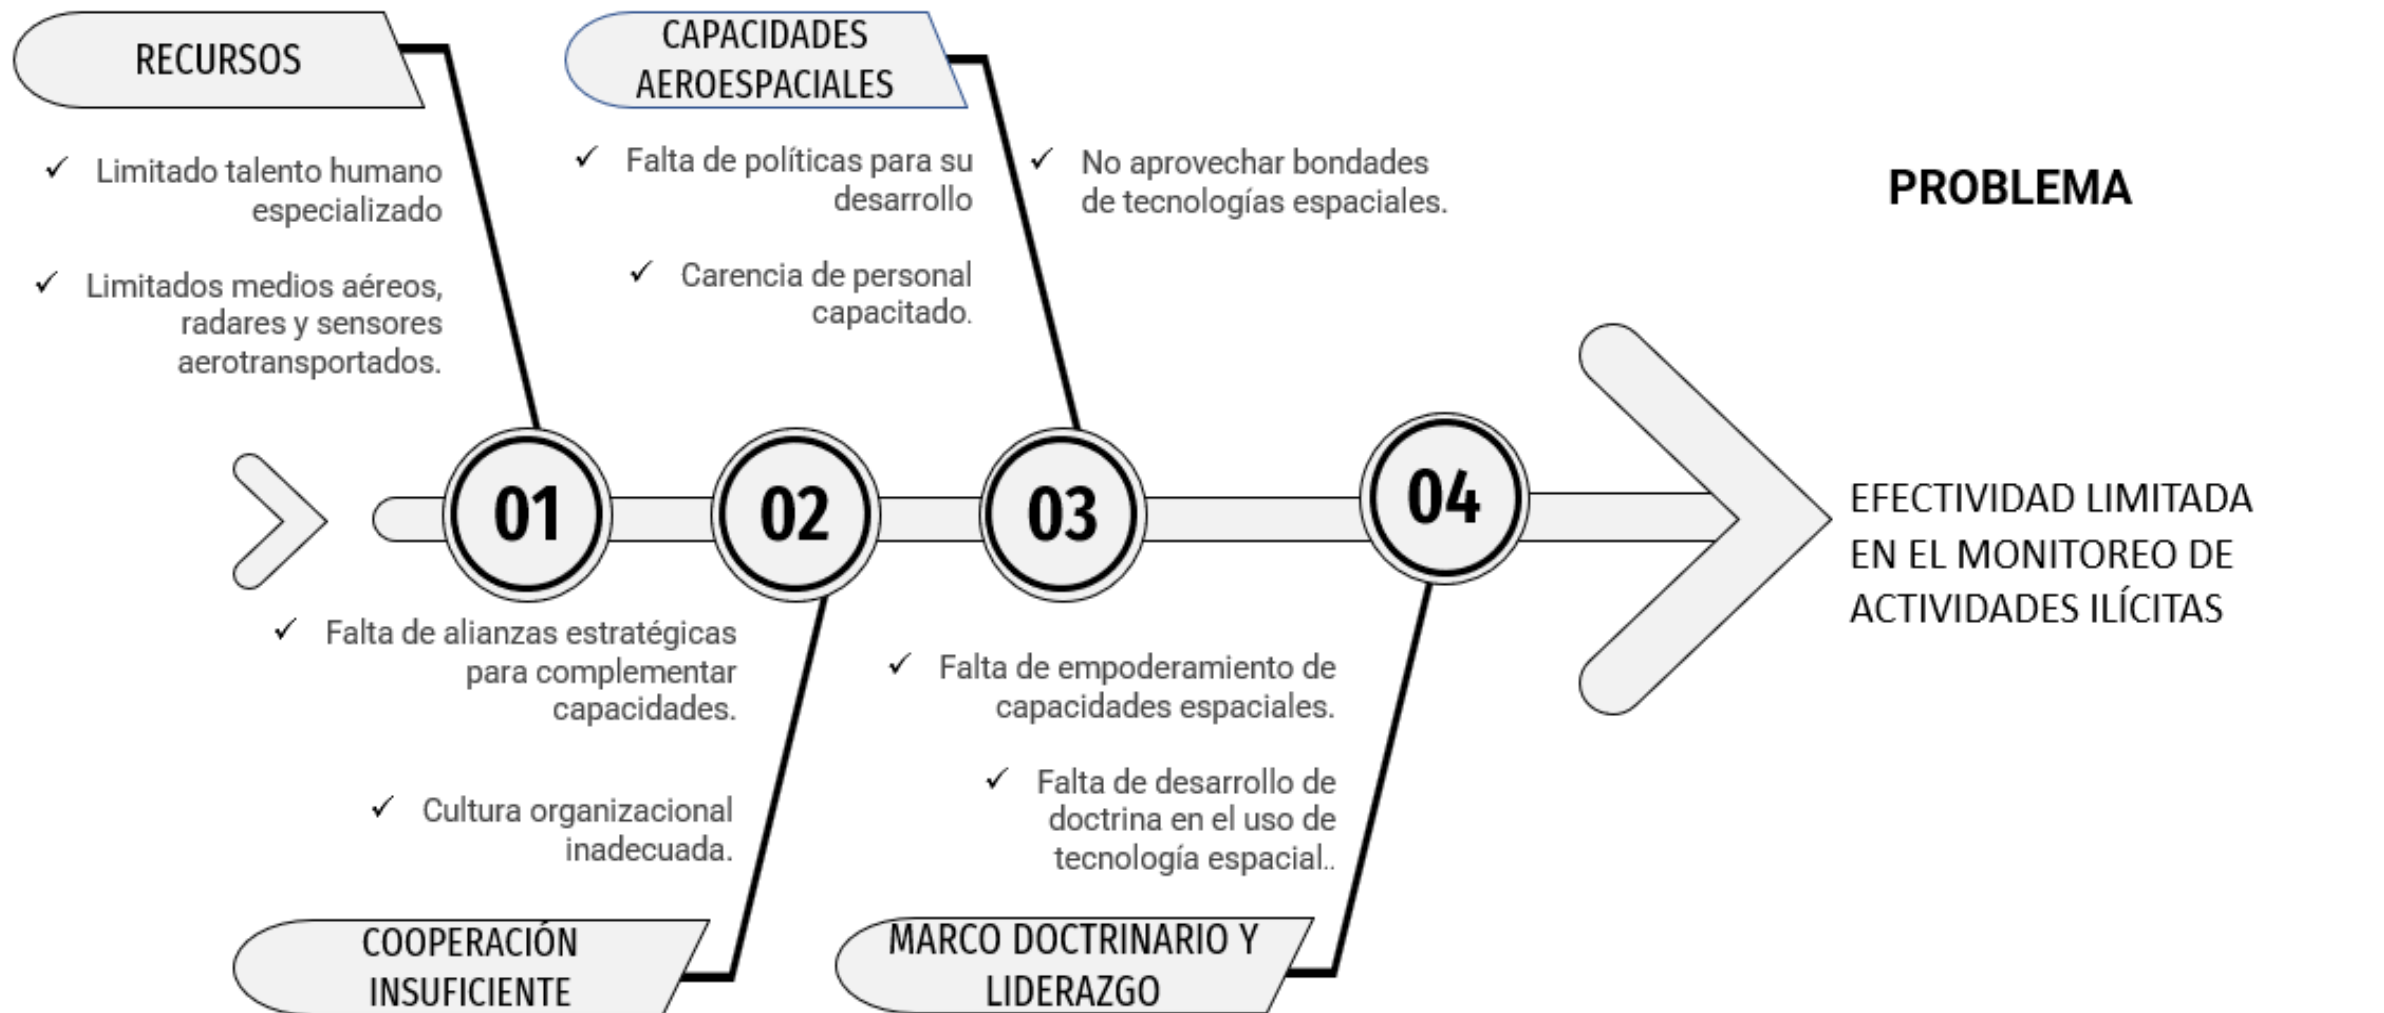 RECURSOS
CAPACIDADES
AEROESPACIALES
Limitado talento humano
especializado
Limitados medios aéreos,
radares y sensores
aerotransportados.
Falta de políticas para su
desarrollo
Carencia de personal
capacitado.
No aprovechar bondades
de tecnologías espaciales.
PROBLEMA
01
02
03
04
EFECTIVIDAD LIMITADA
EN EL MONITOREO DE
ACTIVIDADES ILÍCITAS
Falta de alianzas estratégicas
para complementar
capacidades.
Cultura organizacional
inadecuada.
Falta de empoderamiento de
capacidades espaciales.
Falta de desarrollo de
doctrina en el uso de
tecnología espacial..
COOPERACIÓN
INSUFICIENTE
MARCO DOCTRINARIO Y
LIDERAZGO